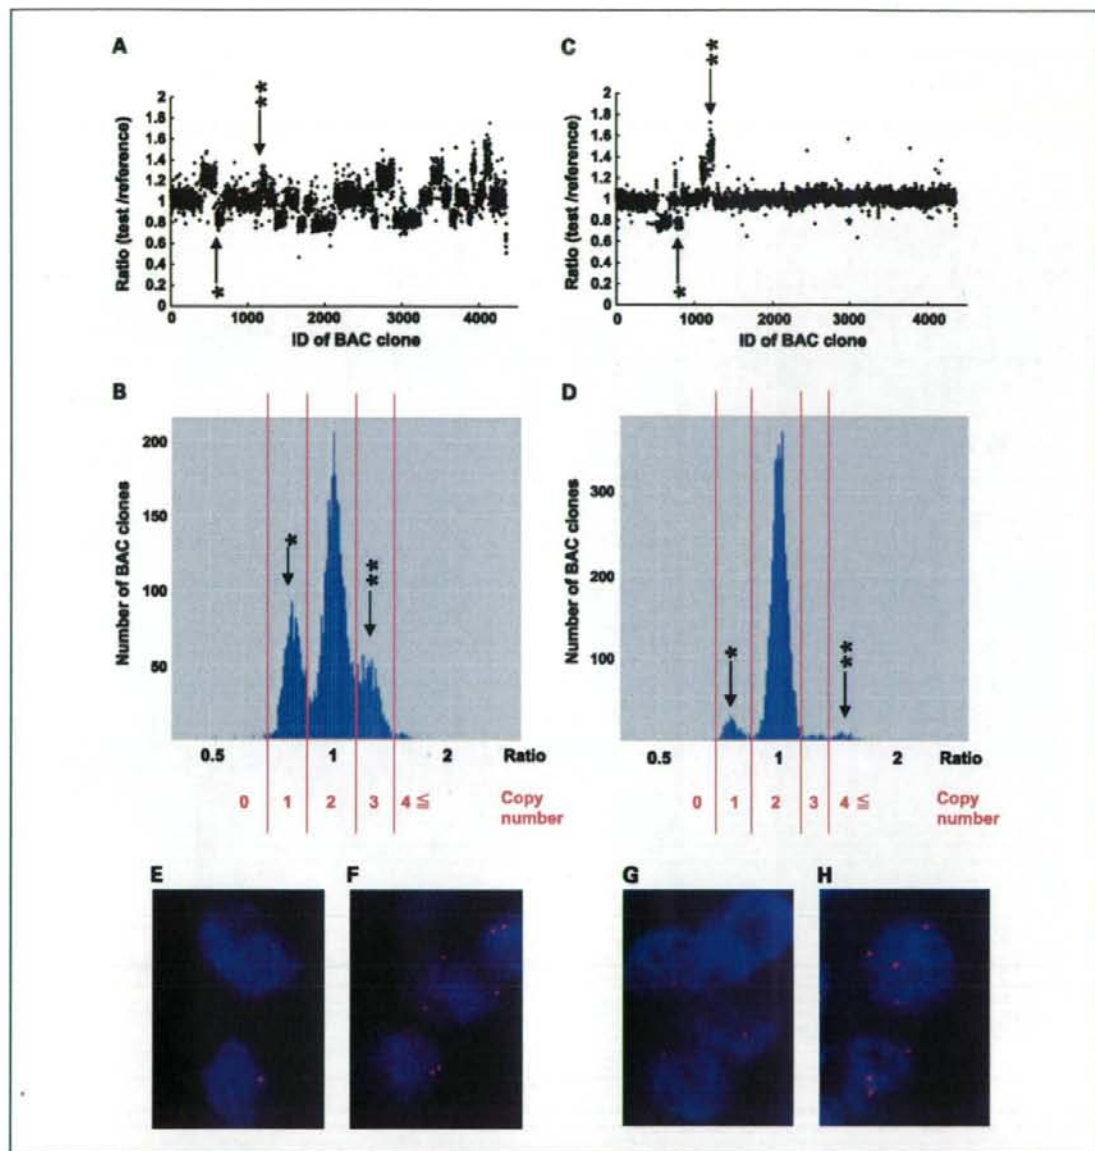 A
**
Ratio (test /reference)
2
1.8
1.6
1.4
1.2
1
0.8
0.6
0.4
0.2
0
*
0 1000 2000 3000 4000
ID of BAC clone
C
**
Ratio (test /reference)
2
1.8
1.6
1.4
1.2
1
0.8
0.6
0.4
0.2
0
*
0 1000 2000 3000 4000
ID of BAC clone
B
Number of BAC clones
200
150
100
50
*
**
0.5 1 2 Ratio
0 1 2 3 4 ≦ Copy
number
D
Number of BAC clones
300
200
100
*
**
0.5 1 2 Ratio
0 1 2 3 4 ≦ Copy
number
E
F
G
H